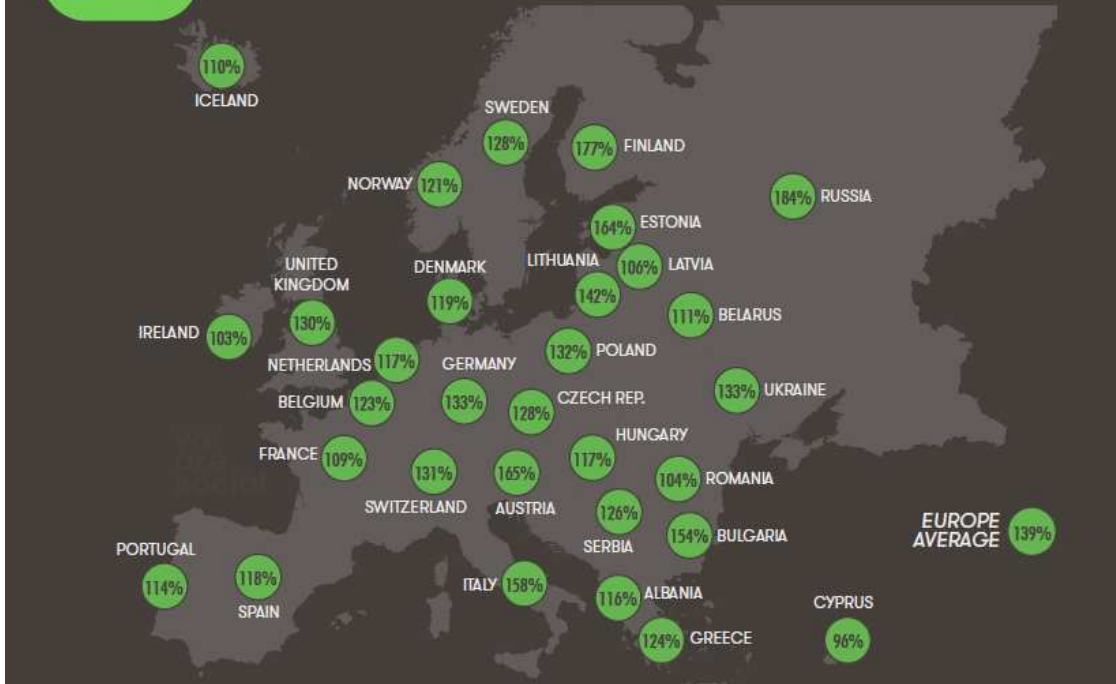 110%
ICELAND
SWEDEN
128%
177% FINLAND
NORWAY 121%
184% RUSSIA
164% ESTONIA
LITHUANIA
142%
106% LATVIA
UNITED
KINGDOM
130%
DENMARK
119%
111% BELARUS
IRELAND 103%
132% POLAND
NETHERLANDS 117%
GERMANY
133%
133% UKRAINE
BELGIUM 123%
128% CZECH REP.
HUNGARY
117%
FRANCE 109%
131%
SWITZERLAND
165%
AUSTRIA
104% ROMANIA
126%
SERBIA
154% BULGARIA
EUROPE
AVERAGE 139%
PORTUGAL
114%
118%
SPAIN
ITALY 158%
116% ALBANIA
CYPRUS
96%
124% GREECE